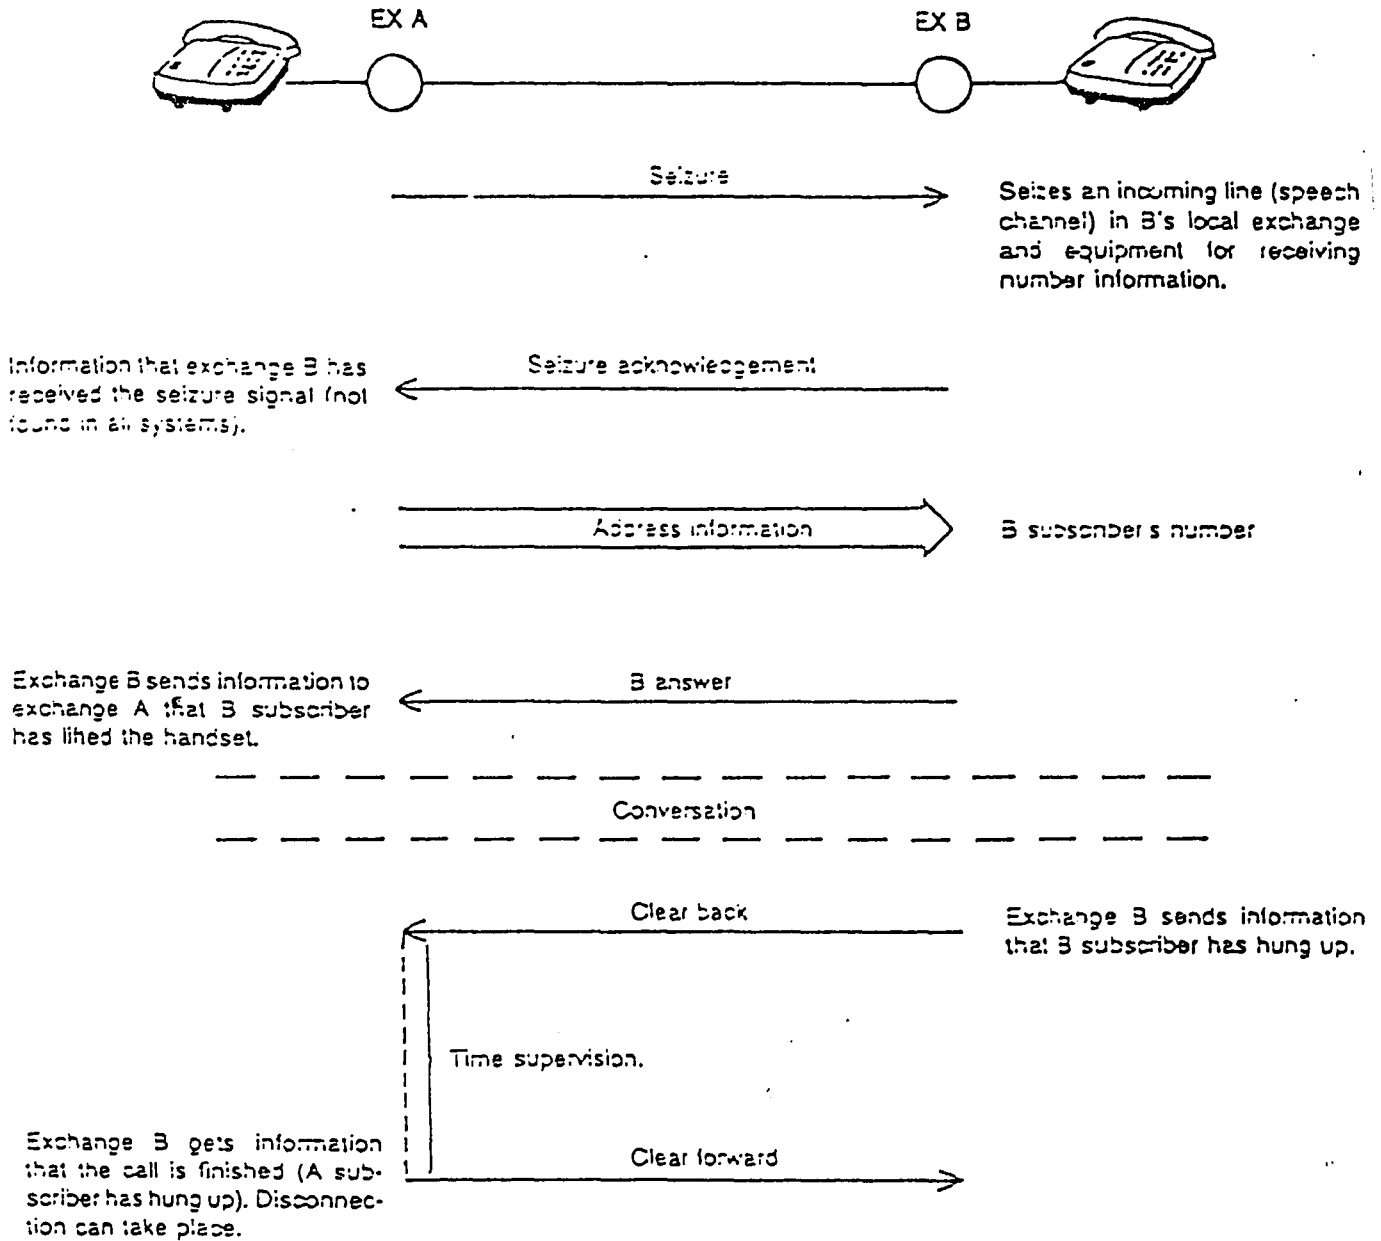 EX A
EX B
Seizure
Seizes an incoming line (speech
channel) in B's local exchange
and equipment for receiving
number information.
Information that exchange B has
received the seizure signal (not
found in all systems).
Seizure acknowledgement
Address information
B subscriber's number
Exchange B sends information to
exchange A that B subscriber
has lifted the handset.
B answer
Conversation
Clear back
Exchange B sends information
that B subscriber has hung up.
Time supervision.
Exchange B gets information
that the call is finished (A sub-
scriber has hung up). Disconnec-
tion can take place.
Clear forward